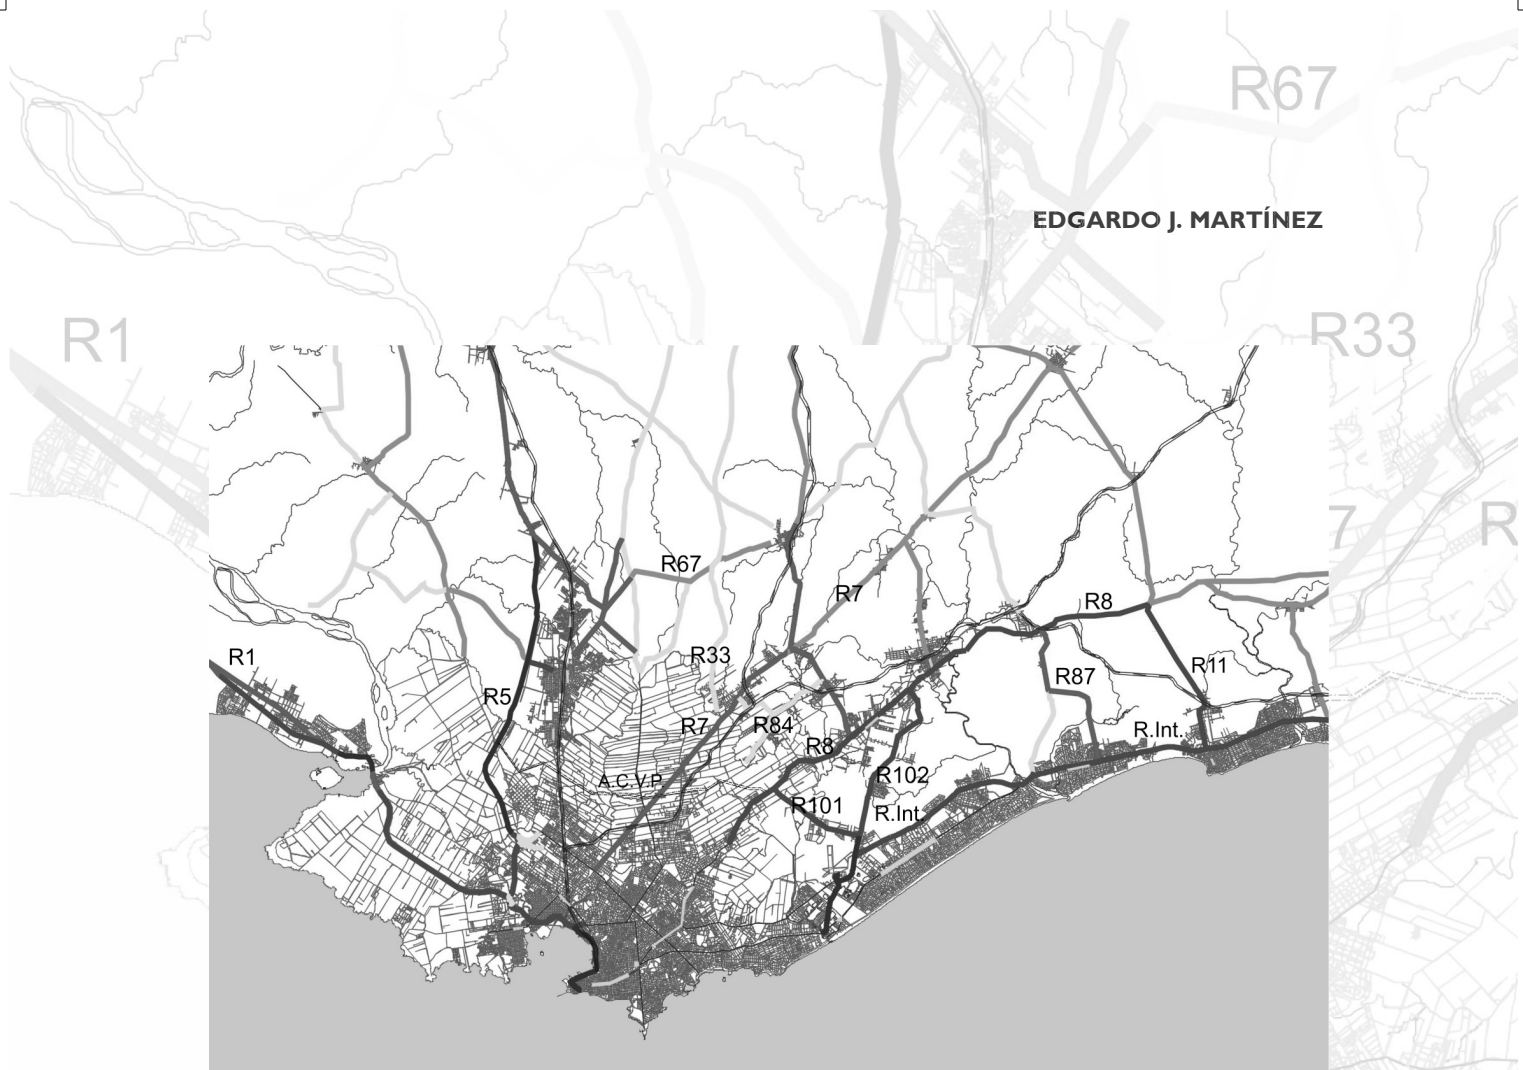 R67
EDGARDO J. MARTÍNEZ
R1
R33
7
R
R67
R7
R8
R1
R33
R11
R5
R87
R7
R84
R8
R.Int.
R102
A.C.V.P.
R101
R.Int.